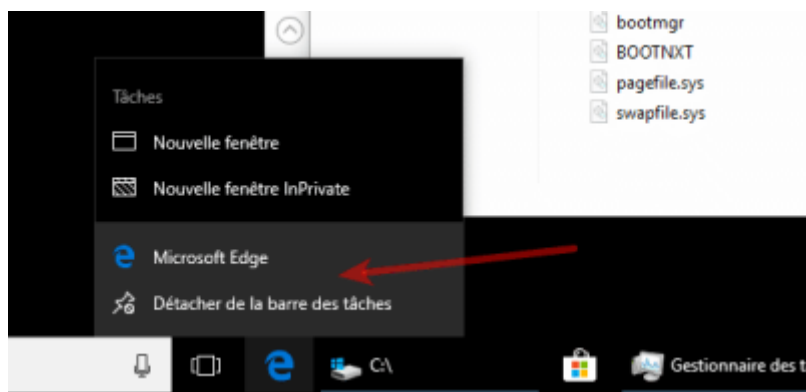 bootmgr
BOOTNXT
pagefile.sys
swapfile.sys
Tâches
Nouvelle fenêtre
Nouvelle fenêtre InPrivate
Microsoft Edge
Détacher de la barre des tâches
C:\
Gestionnaire des t